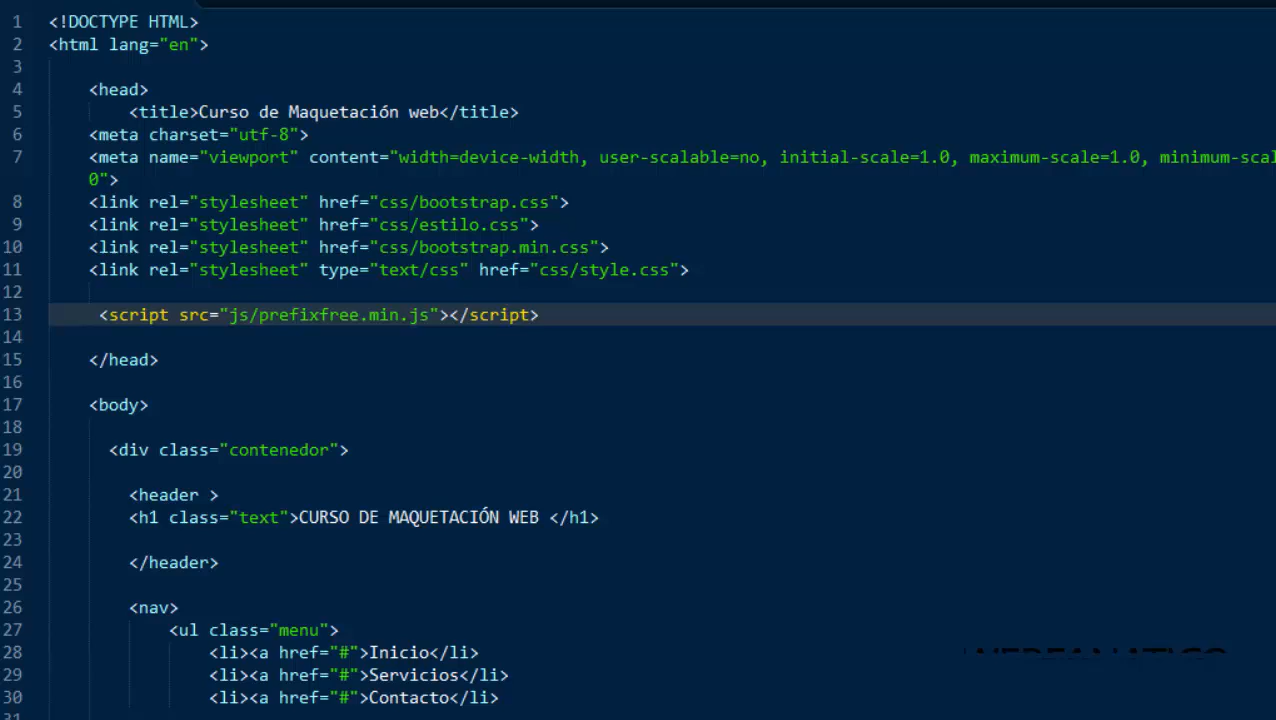 1 <!DOCTYPE HTML>
2 <html lang="en">
3
4 <head>
5 <title>Curso de Maquetación web</title>
6 <meta charset="utf-8">
7 <meta name="viewport" content="width=device-width, user-scalable=no, initial-scale=1.0, maximum-scale=1.0, minimum-scal
0">
8 <link rel="stylesheet" href="css/bootstrap.css">
9 <link rel="stylesheet" href="css/estilo.css">
10 <link rel="stylesheet" href="css/bootstrap.min.css">
11 <link rel="stylesheet" type="text/css" href="css/style.css">
12
13 <script src="js/prefixfree.min.js"></script>
14
15 </head>
16
17 <body>
18
19 <div class="contenedor">
20
21 <header >
22 <h1 class="text">CURSO DE MAQUETACIÓN WEB </h1>
23
24 </header>
25
26 <nav>
27 <ul class="menu">
28 <li><a href="#">Inicio</li>
29 <li><a href="#">Servicios</li>
30 <li><a href="#">Contacto</li>
31